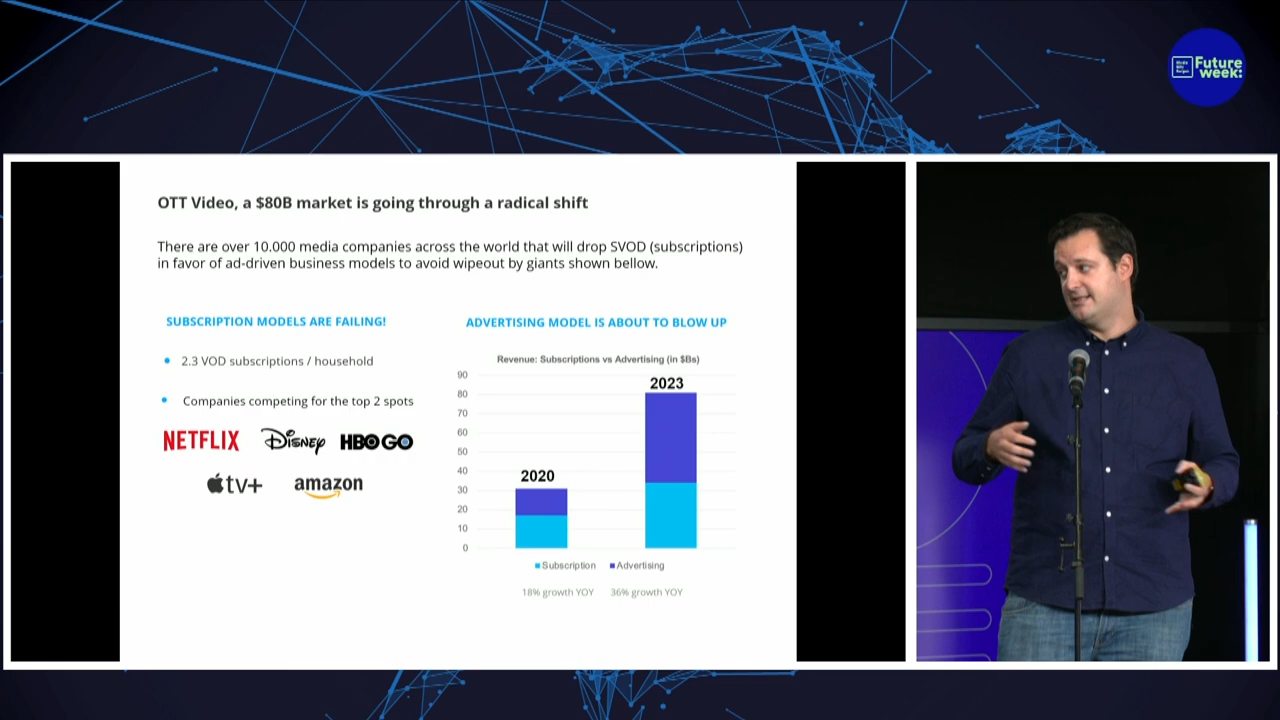 Future
week:
OTT Video, a $80B market is going through a radical shift
There are over 10.000 media companies across the world that will drop SVOD (subscriptions)
in favor of ad-driven business models to avoid wipeout by giants shown bellow.
SUBSCRIPTION MODELS ARE FAILING!
2.3 VOD subscriptions / household
Companies competing for the top 2 spots
NETFLIX
DISNEY
HBO GO
tv+
amazon
ADVERTISING MODEL IS ABOUT TO BLOW UP
Revenue: Subscriptions vs Advertising (in $Bs)
90
80
70
60
50
40
30
20
10
0
2020
2023
Subscription
Advertising
18% growth YOY
36% growth YOY